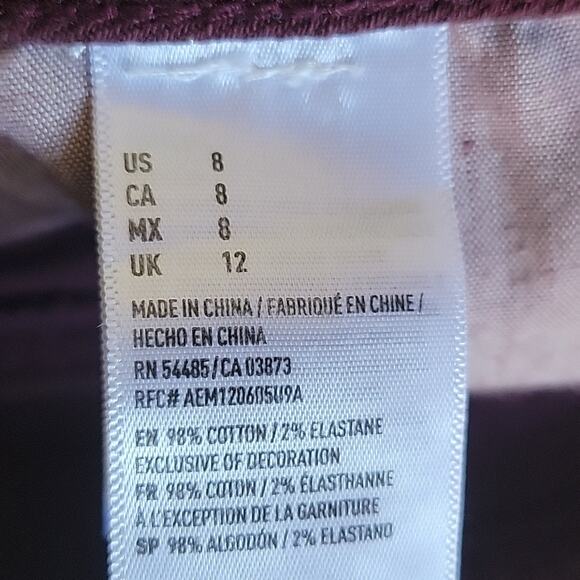 US 8
CA 8
MX 8
UK 12
MADE IN CHINA / FABRIQUÉ EN CHINE /
HECHO EN CHINA
RN 54485/CA 03873
RFC# AEM120605U9A
EN 98% COTTON / 2% ELASTANE
EXCLUSIVE OF DECORATION
FR 98% COTON / 2% ÉLASTHANNE
À L'EXCEPTION DE LA GARNITURE
SP 98% ALGODÓN / 2% ELASTANO